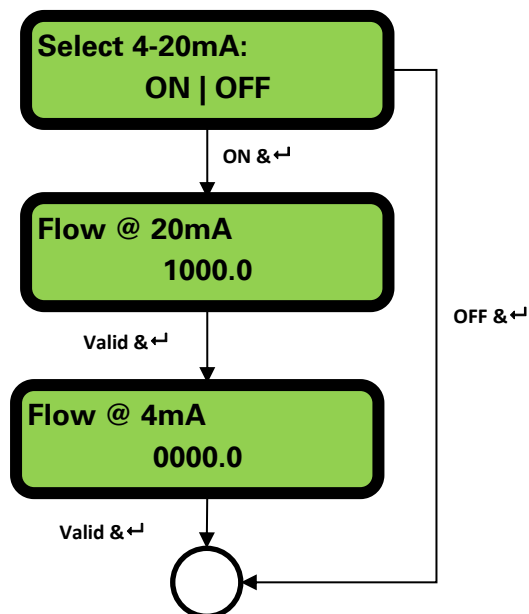 Select 4-20mA:
ON | OFF
ON &↵
Flow @ 20mA
1000.0
OFF &↵
Valid &↵
Flow @ 4mA
0000.0
Valid &↵